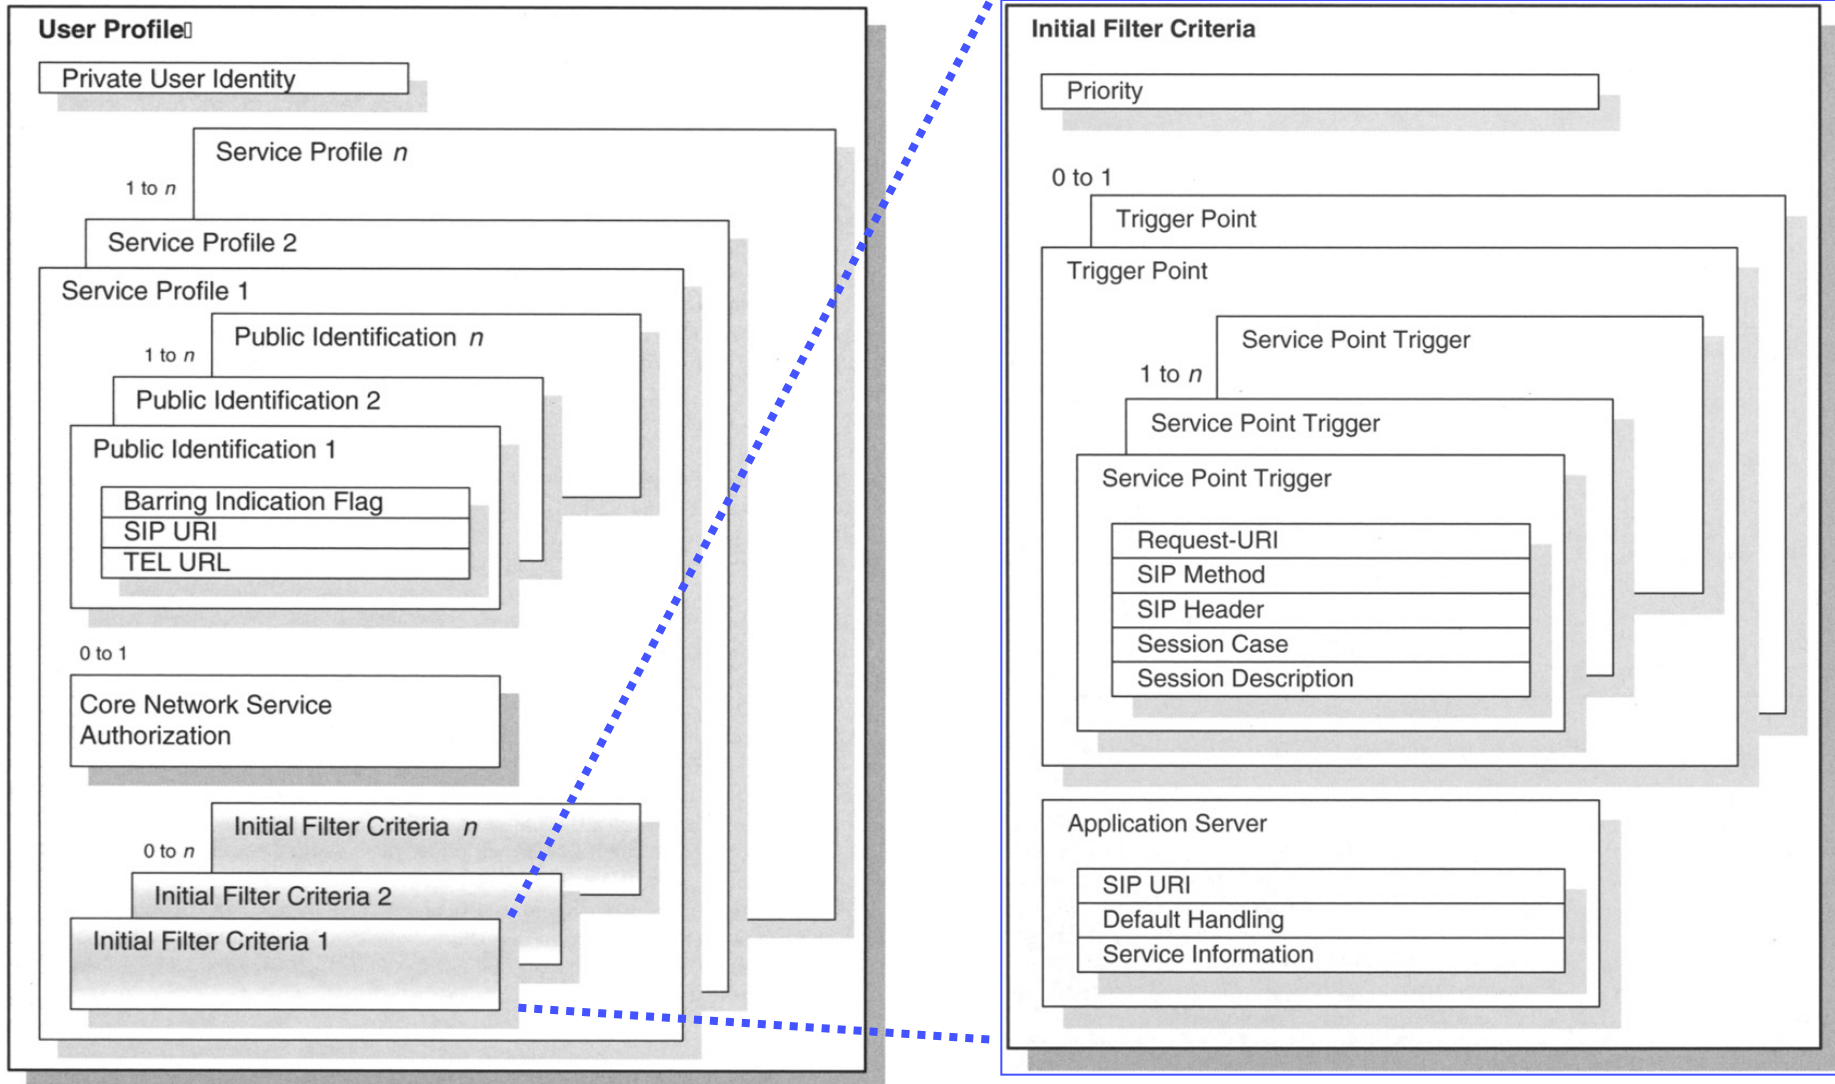 User Profile
Private User Identity
Service Profile n
1 to n
Service Profile 2
Service Profile 1
Public Identification n
1 to n
Public Identification 2
Public Identification 1
Barring Indication Flag
SIP URI
TEL URL
0 to 1
Core Network Service
Authorization
Initial Filter Criteria n
0 to n
Initial Filter Criteria 2
Initial Filter Criteria 1
Initial Filter Criteria
Priority
0 to 1
Trigger Point
Trigger Point
Service Point Trigger
1 to n
Service Point Trigger
Service Point Trigger
Request-URI
SIP Method
SIP Header
Session Case
Session Description
Application Server
SIP URI
Default Handling
Service Information